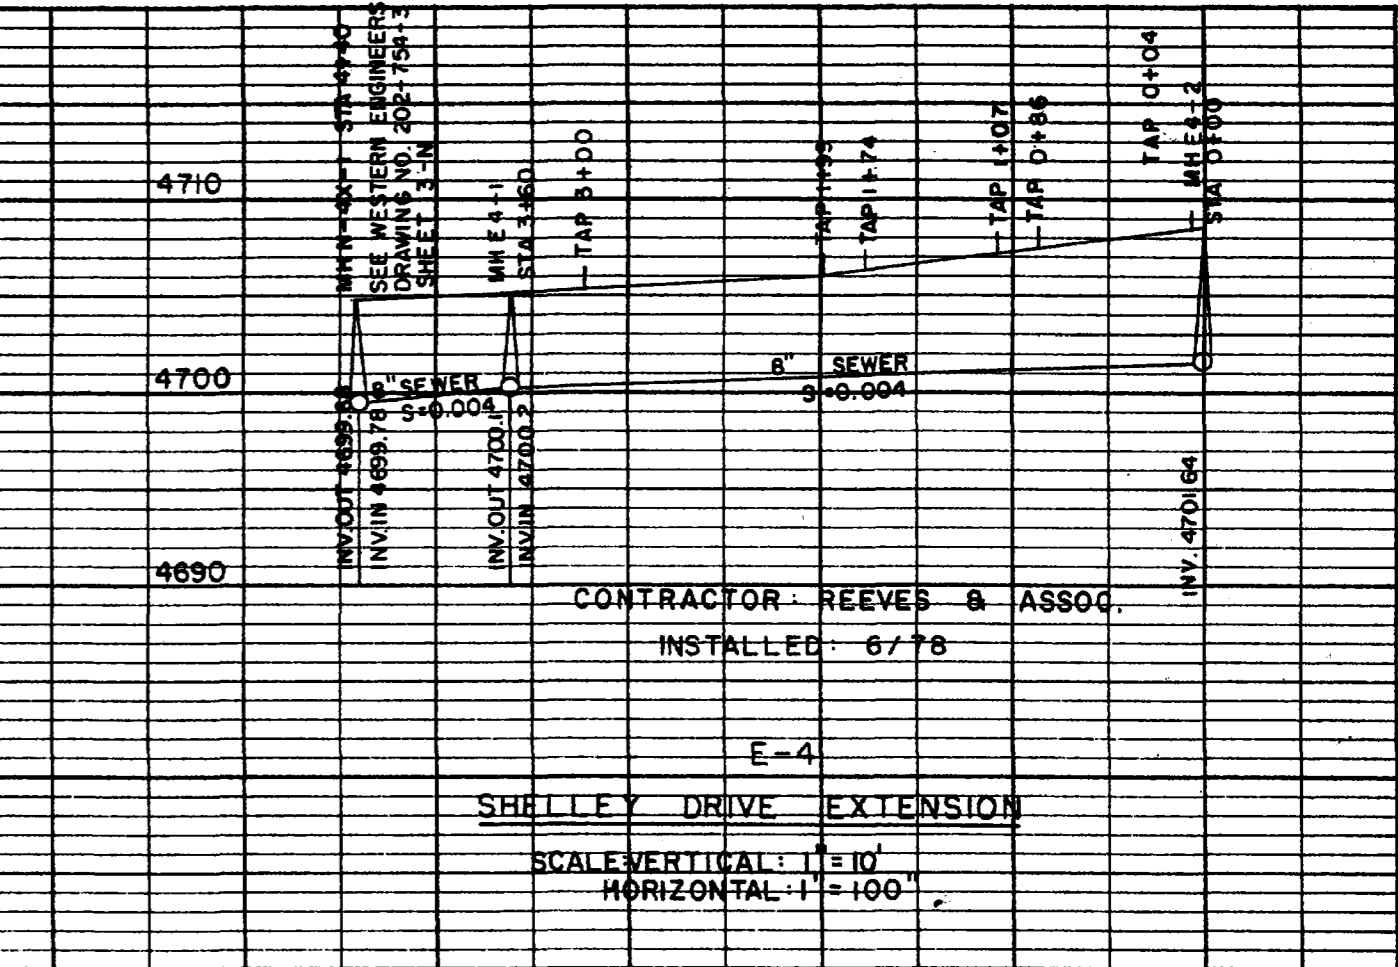 MH N-4X-1 STA 4+40
SEE WESTERN ENGINEERS
DRAWING NO. 202-754-3
SHEET 3-N
MH E4-1
STA 3+60
TAP 3+00
TAP 1+95
TAP 1+74
TAP 1+07
TAP 0+86
TAP 0+04
MH E4-2
STA 0+00
4710
4700
8" SEWER
S=0.004
8" SEWER
S=0.004
INV.OUT
INV.IN 4699.78
INV.OUT 4700.1
INV.IN 4700.2
INV. 4701.64
4690
CONTRACTOR: REEVES & ASSOC.
INSTALLED: 6/78
E-4
SHELLEY DRIVE EXTENSION
SCALE:VERTICAL: 1"=10'
HORIZONTAL:1'=100"